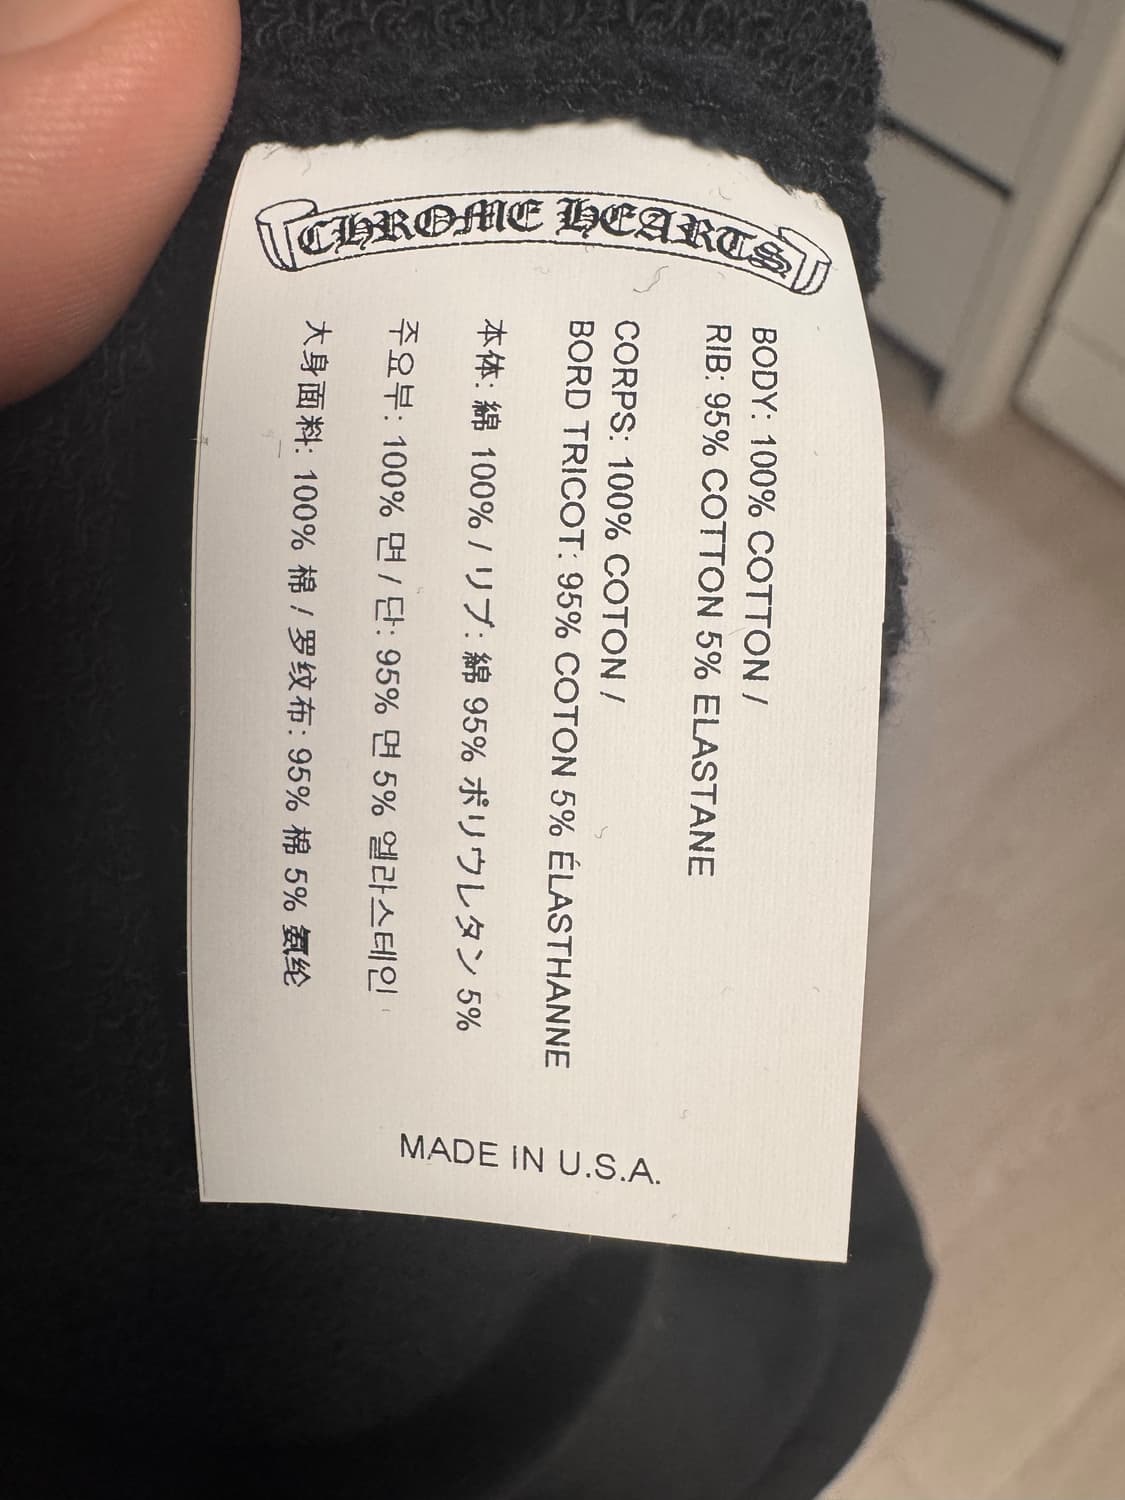 CHROME HEARTS
BODY: 100% COTTON /
RIB: 95% COTTON 5% ELASTANE
CORPS: 100% COTON /
BORD TRICOT: 95% COTON 5% ÉLASTHANNE
本体: 綿 100% / リブ: 綿 95% ポリウレタン 5%
주요부: 100% 면 / 단: 95% 면 5% 엘라스테인
大身面料: 100% 棉 / 罗纹布: 95% 棉 5% 氨纶
MADE IN U.S.A.